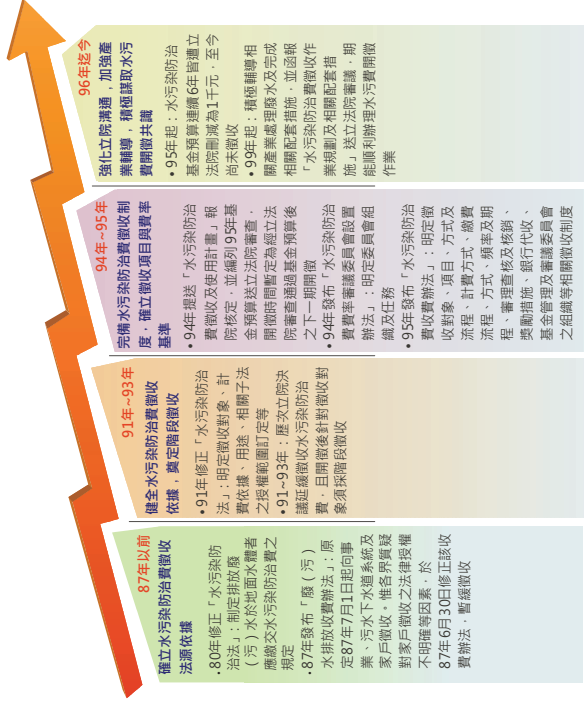 87年以前
確立水污染防治費徵收
法源依據
•80年修正「水污染防
治法」：制定排放廢
（污）水於地面水體者
應繳交水污染防治費之
規定
•87年發布「廢（污）
水排放收費辦法」：原
定87年7月1日起向事
業、污水下水道系統及
家戶徵收。惟各界質疑
對家戶徵收之法律授權
不明確等因素，於
87年6月30日修正該收
費辦法，暫緩徵收
91年~93年
健全水污染防治費徵收
依據，奠定階段徵收
•91年修正「水污染防治
法」：明定徵收對象、計
費依據、用途、相關子法
之授權範圍訂定等
•91~93年：歷次立院決
議延緩徵收水污染防治
費，且開徵後針對徵收對
象須採階段徵收
94年~95年
完備水污染防治費徵收制
度，確立徵收項目與費率
基準
•94年提送「水污染防治
費徵收及使用計畫」報
院核定，並編列95年基
金預算送立法院審查，
開徵時間暫定為經立法
院審查通過基金預算後
之下一期開徵
•94年發布「水污染防治
費費率審議委員會設置
辦法」：明定委員會組
織及任務
•95年發布「水污染防治
費收費辦法」：明定徵
收對象、項目、方式及
流程、計費方式、繳費
流程、方式、頻率及期
程、審理查核及核銷、
獎勵措施、銀行代收、
基金管理及審議委員會
之組織等相關徵收制度
96年迄今
強化立院溝通，加強產
業輔導，積極謀取水污
費開徵共識
•95年起：水污染防治
基金預算連續6年皆遭立
法院刪減為1千元，至今
尚未徵收
•99年起：積極輔導相
關產業處理廢水及完成
相關配套措施，並函報
「水污染防治費徵收作
業規劃及相關配套措
施」送立法院審議，期
能順利辦理水污費開徵
作業